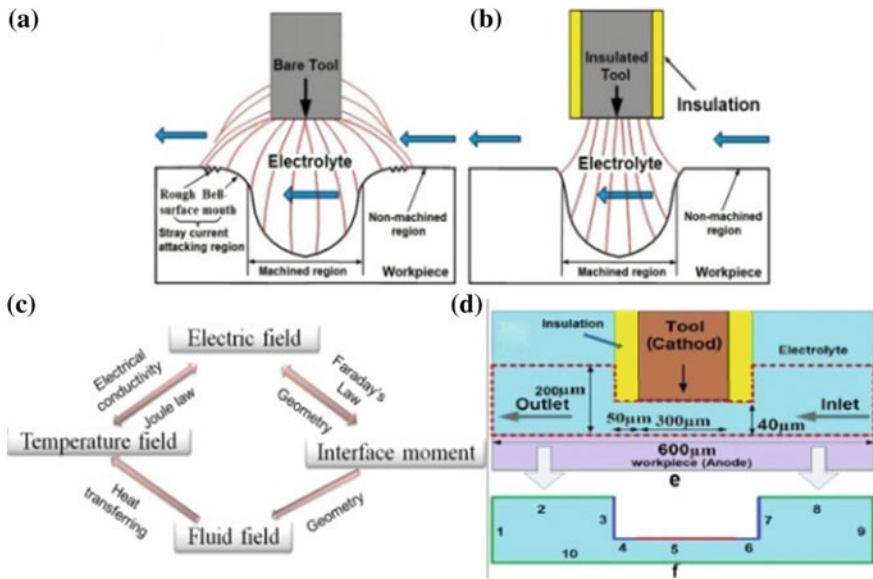 (a)
Bare Tool
Electrolyte
Rough Bell-
surface mouth
Stray current
attacking region
Non-machined
region
Machined region
Workpiece
(b)
Insulated
Tool
Insulation
Electrolyte
Non-machined
region
Machined region
Workpiece
(c)
Electric field
Electrical
conductivity
Joule law
Faraday's
Law
Geometry
Temperature field
Interface moment
Heat
transferring
Geometry
Fluid field
(d)
Insulation
Tool
(Cathod)
Electrolyte
200μm
Outlet
Inlet
50μm
300μm
40μm
600μm
workpiece (Anode)
e
1
2
3
4
5
6
7
8
9
10
f